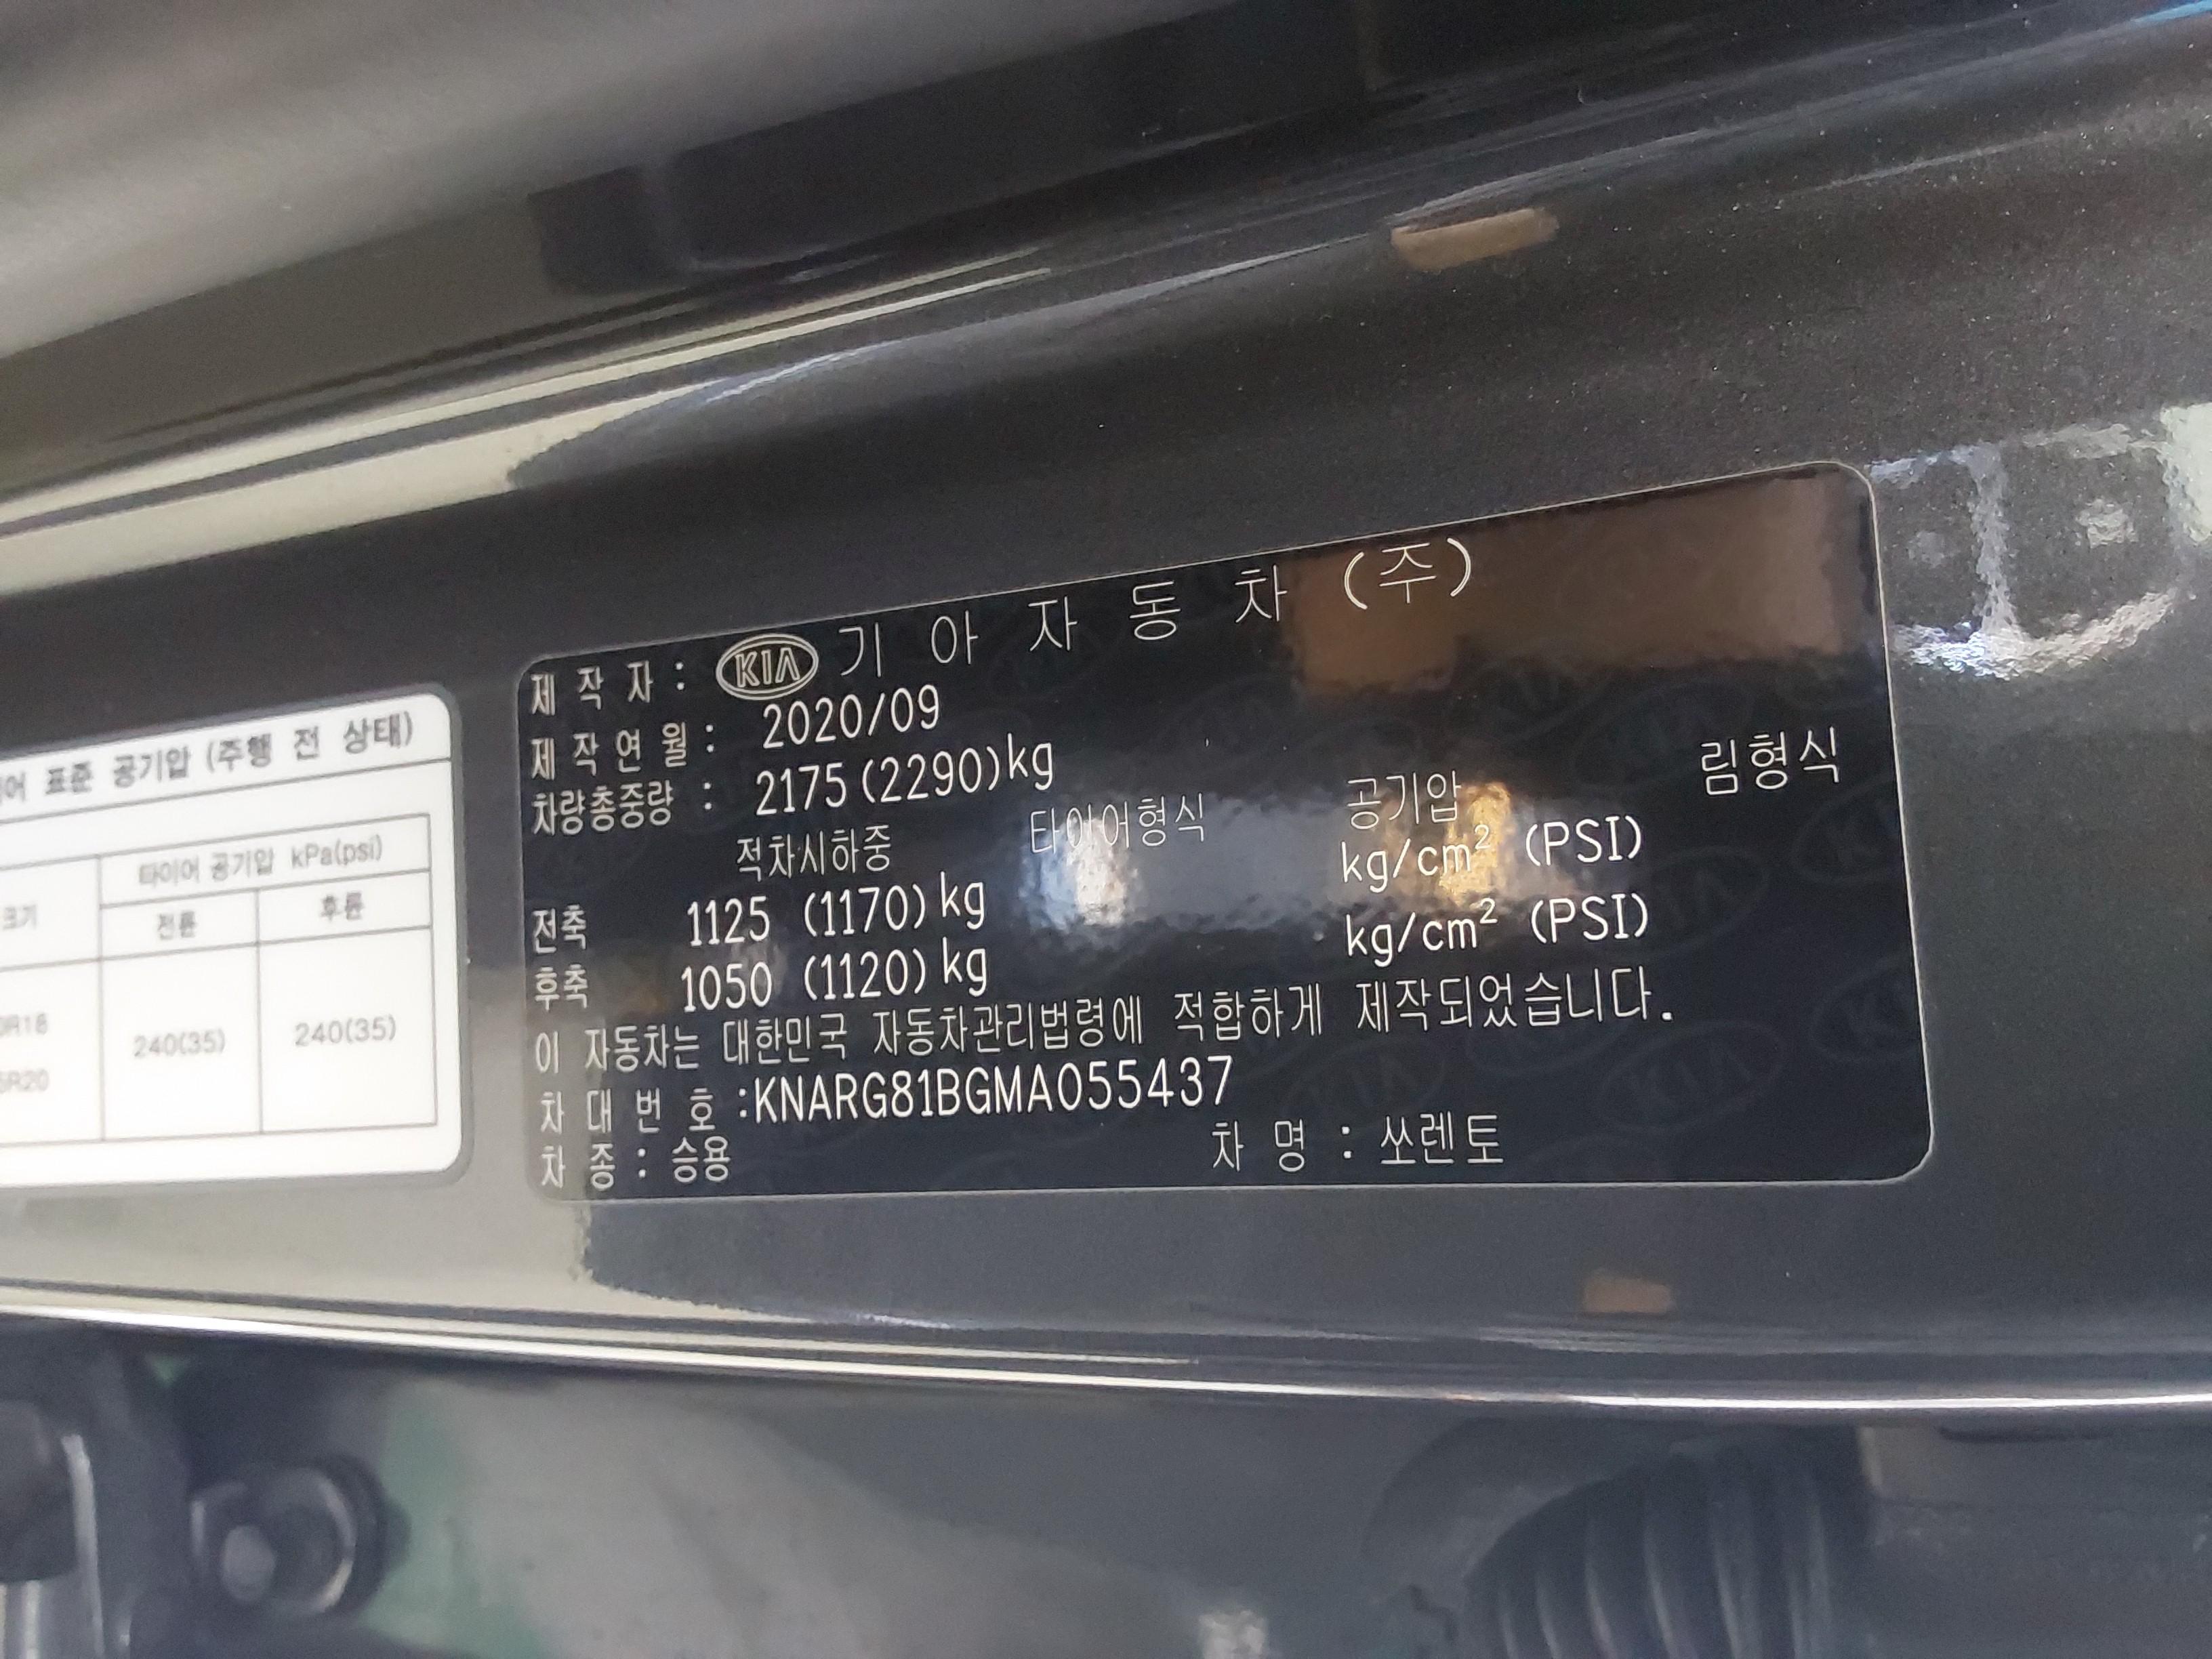 표준 공기압 (주행 전 상태)
타이어 공기압 kPa(psi)
크기 전륜 후륜
R18
240(35) 240(35)
R20
제 작 자 : KIA 기 아 자 동 차 (주)
제 작 연 월 : 2020/09
차량총중량 : 2175 (2290)kg
적차시하중 타이어형식 공기압 림형식
kg/cm² (PSI)
전축 1125 (1170) kg
kg/cm² (PSI)
후축 1050 (1120) kg
이 자동차는 대한민국 자동차관리법령에 적합하게 제작되었습니다.
차 대 번 호 :KNARG81BGMA055437
차 종 : 승용 차 명 : 쏘렌토